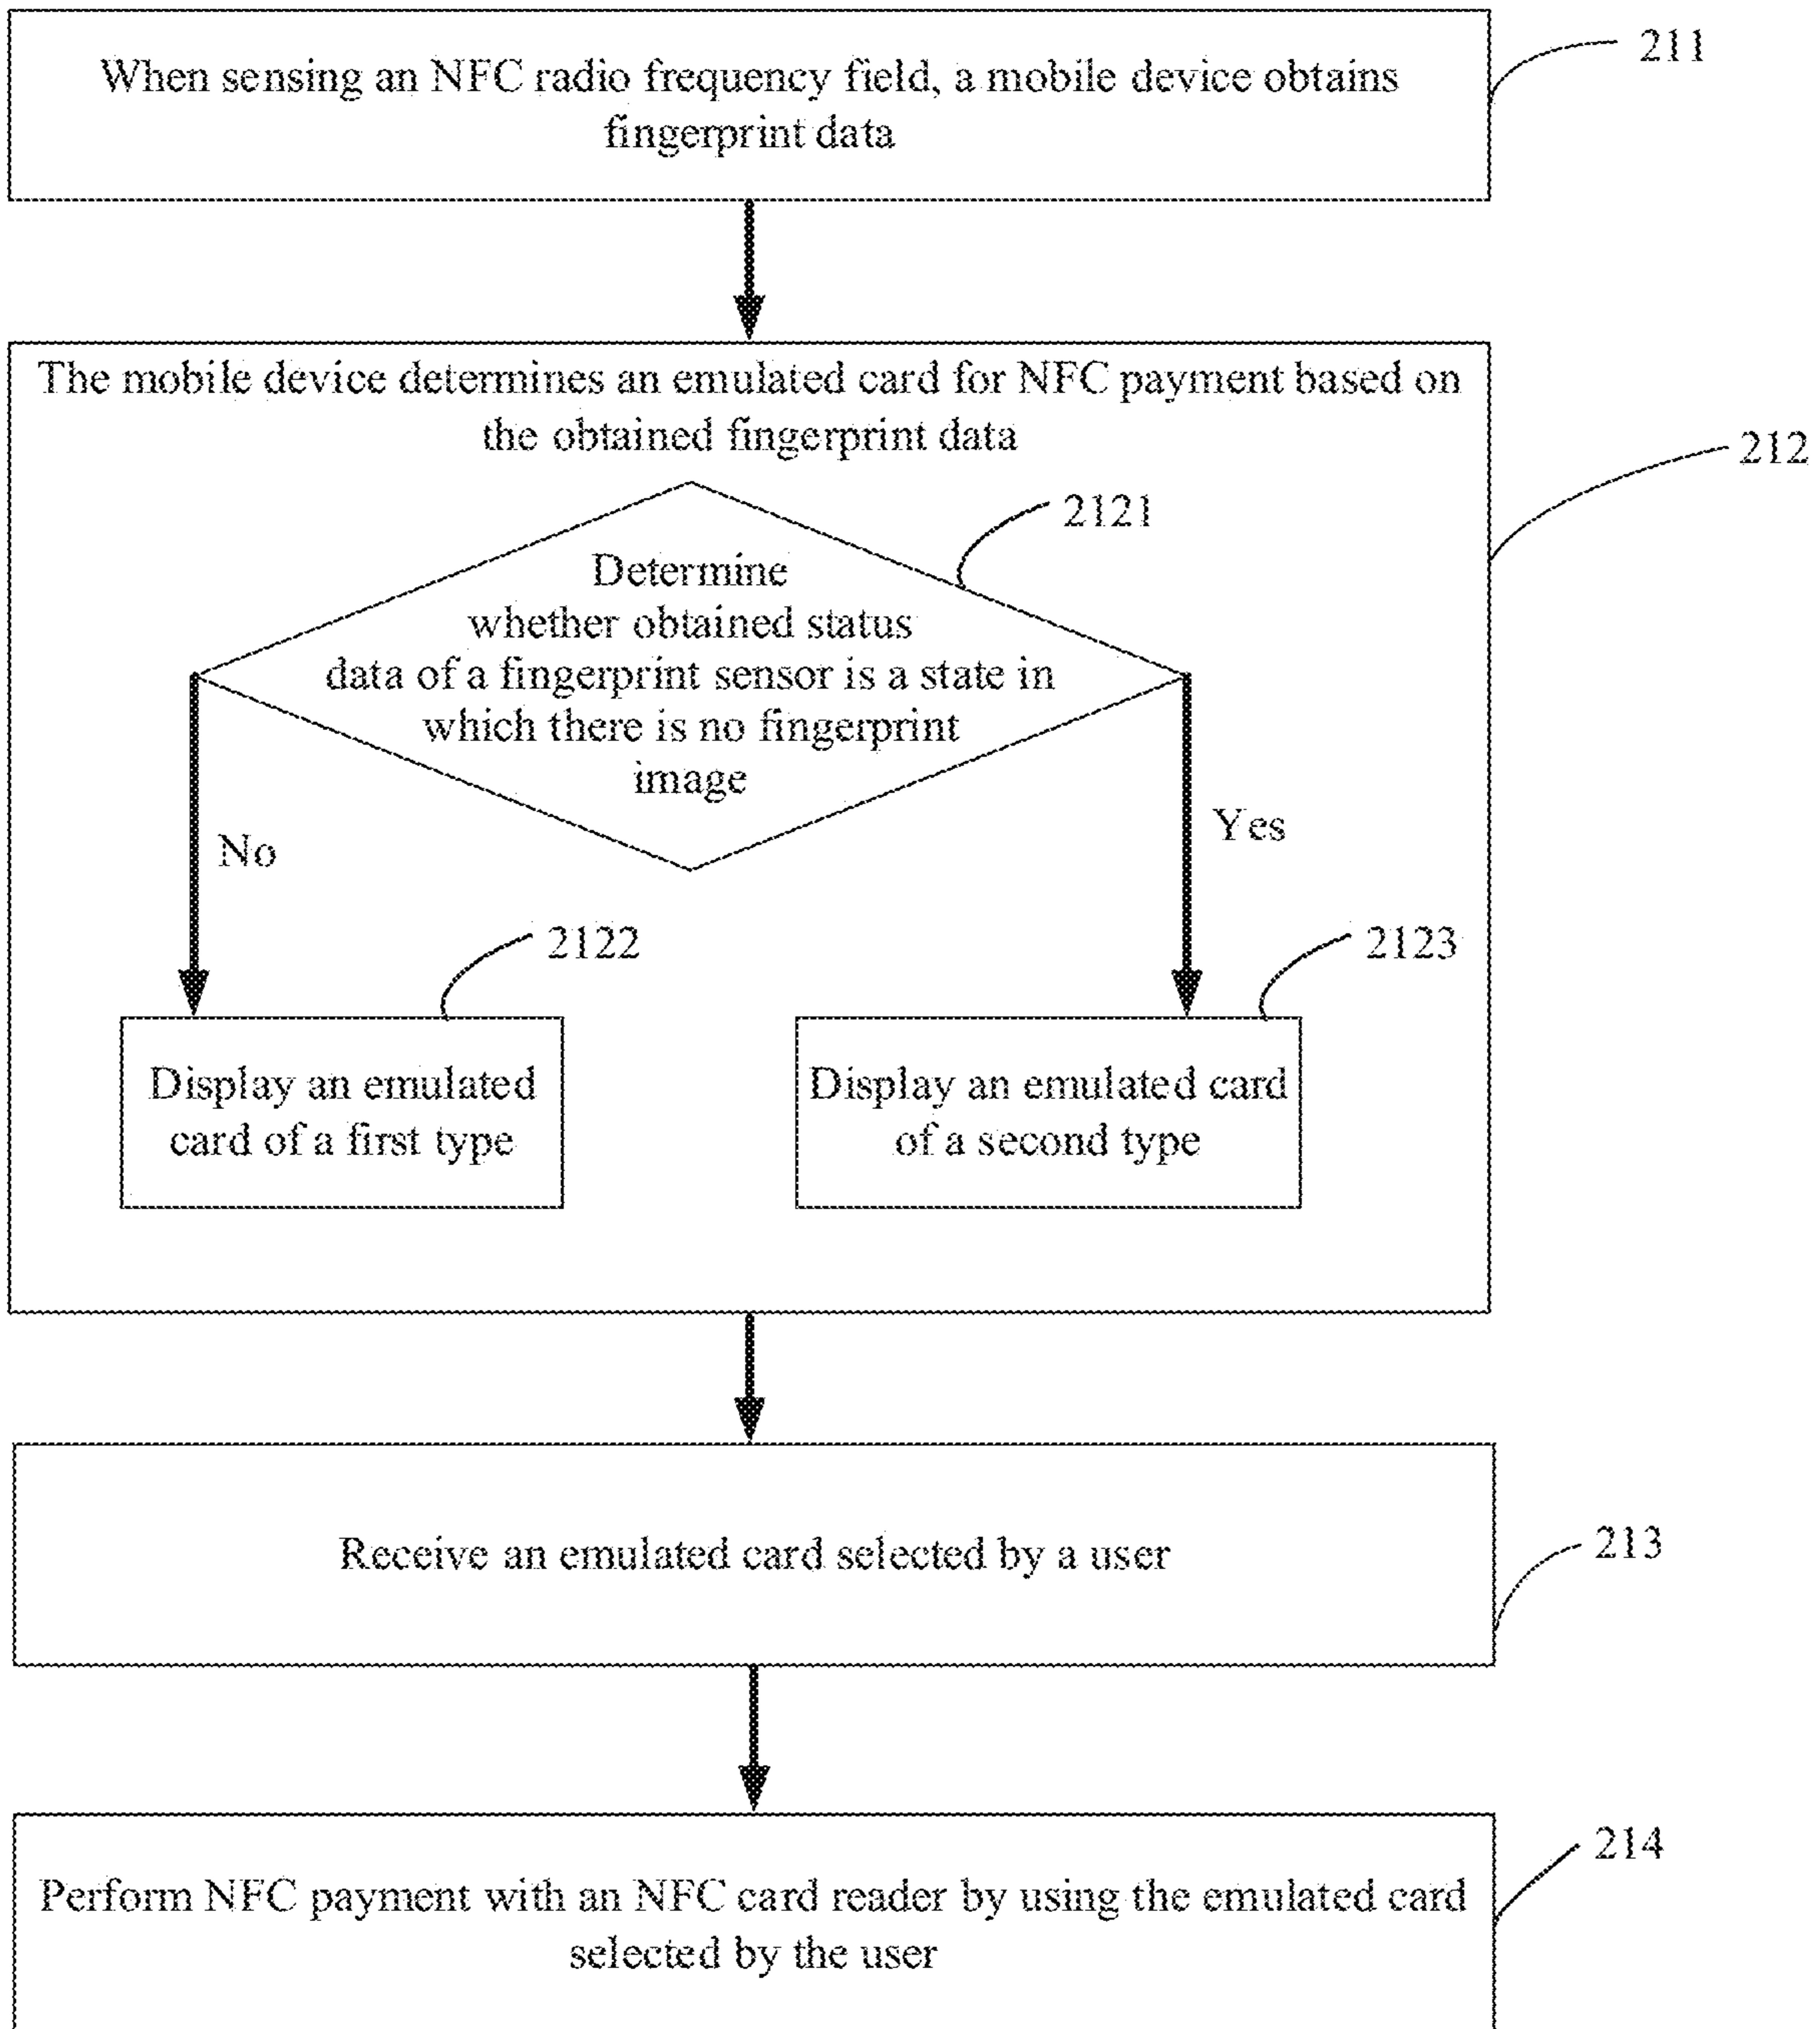 When sensing an NFC radio frequency field, a mobile device obtains
fingerprint data
211
The mobile device determines an emulated card for NFC payment based on
the obtained fingerprint data
212
2121
Determine
whether obtained status
data of a fingerprint sensor is a state in
which there is no fingerprint
image
No
Yes
2122
2123
Display an emulated
card of a first type
Display an emulated card
of a second type
Receive an emulated card selected by a user
213
214
Perform NFC payment with an NFC card reader by using the emulated card
selected by the user